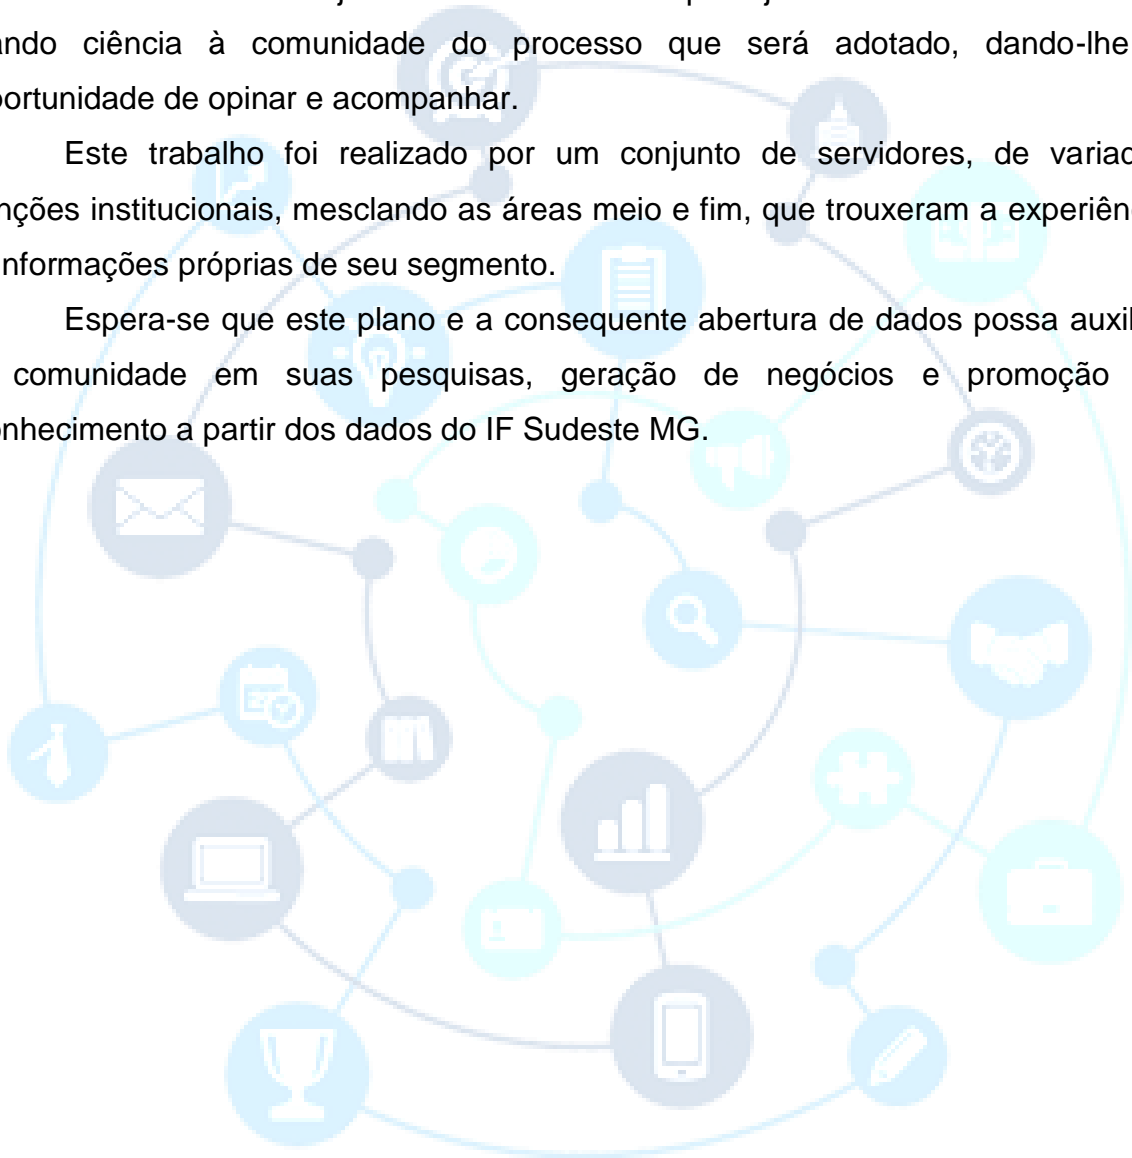 ando ciência à comunidade do processo que será adotado, dando-lhe
portunidade de opinar e acompanhar.
Este trabalho foi realizado por um conjunto de servidores, de variad
nções institucionais, mesclando as áreas meio e fim, que trouxeram a experiên
informações próprias de seu segmento.
Espera-se que este plano e a consequente abertura de dados possa auxil
comunidade em suas pesquisas, geração de negócios e promoção
onhecimento a partir dos dados do IF Sudeste MG.